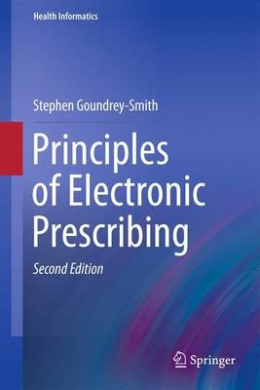 Health Informatics
Stephen Goundrey-Smith
Principles
of Electronic
Prescribing
Second Edition
Springer